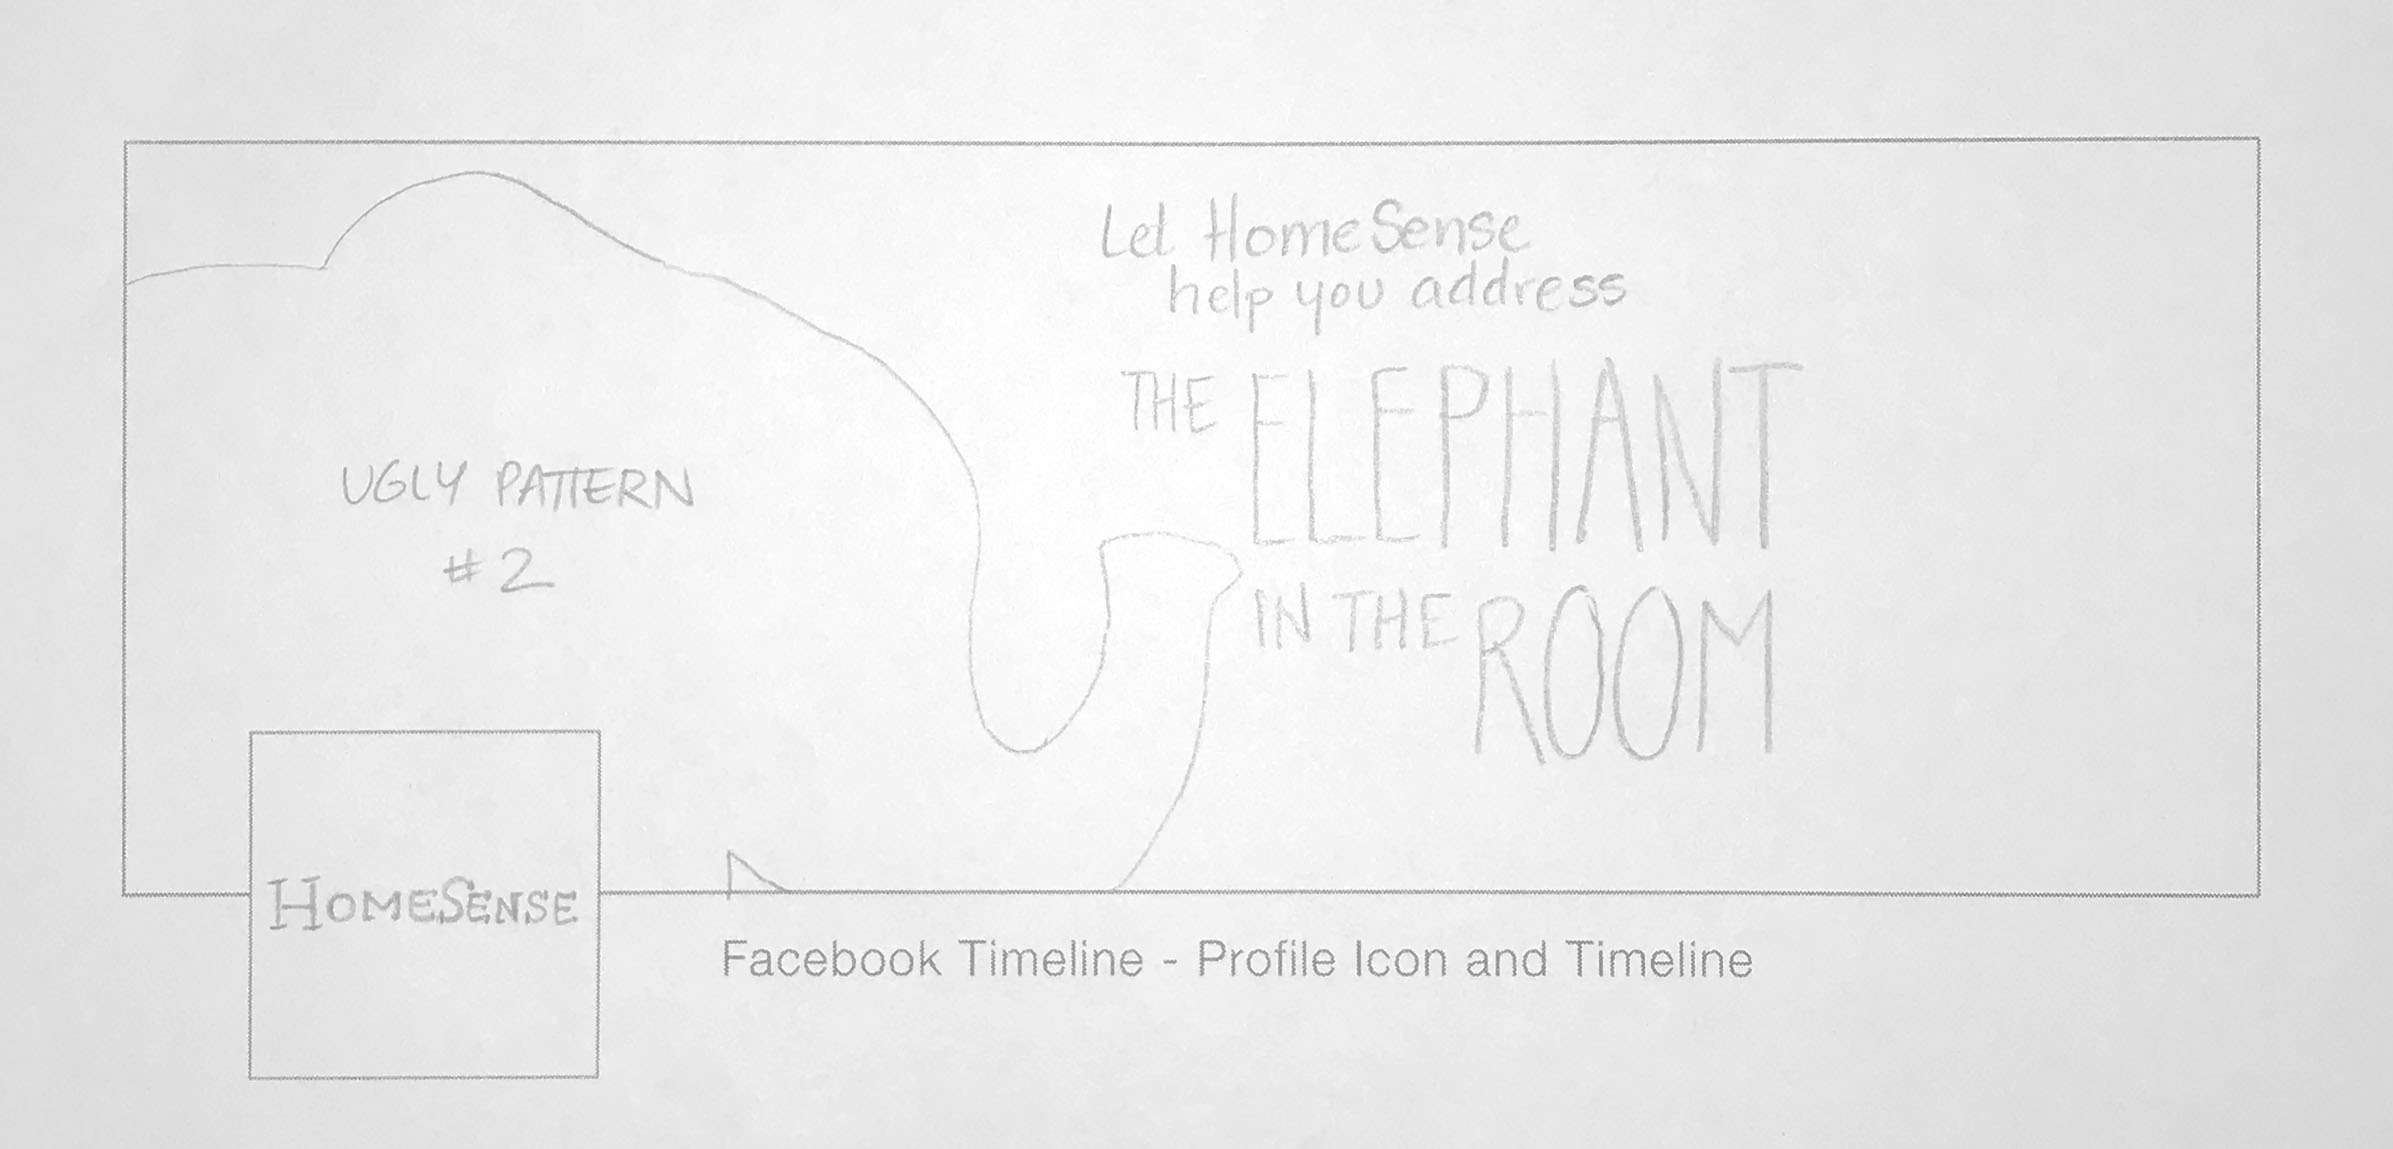 Let HomeSense
help you address
THE ELEPHANT
IN THE ROOM
UGLY PATTERN
#2
HOMESENSE
Facebook Timeline - Profile Icon and Timeline